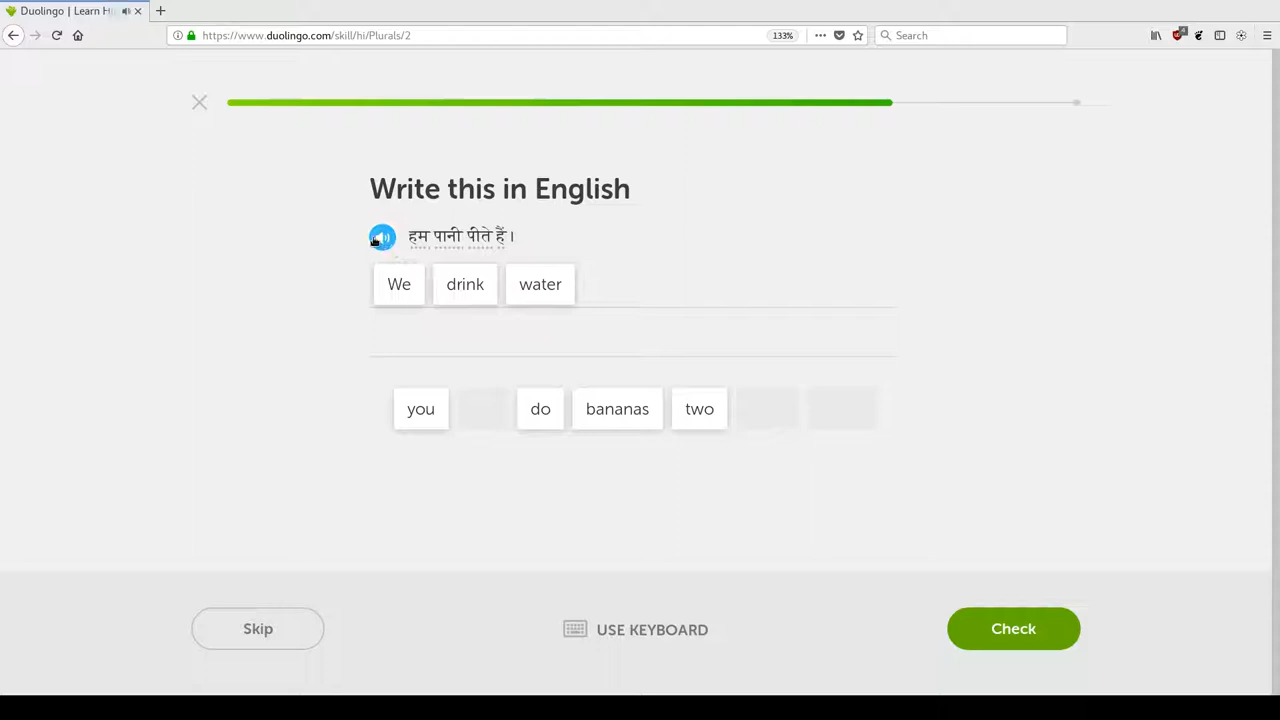 Duolingo | Learn H
https://www.duolingo.com/skill/hi/Plurals/2
133%
Search
Write this in English
हम पानी पीते हैं।
We drink water
you do bananas two
Skip
USE KEYBOARD
Check